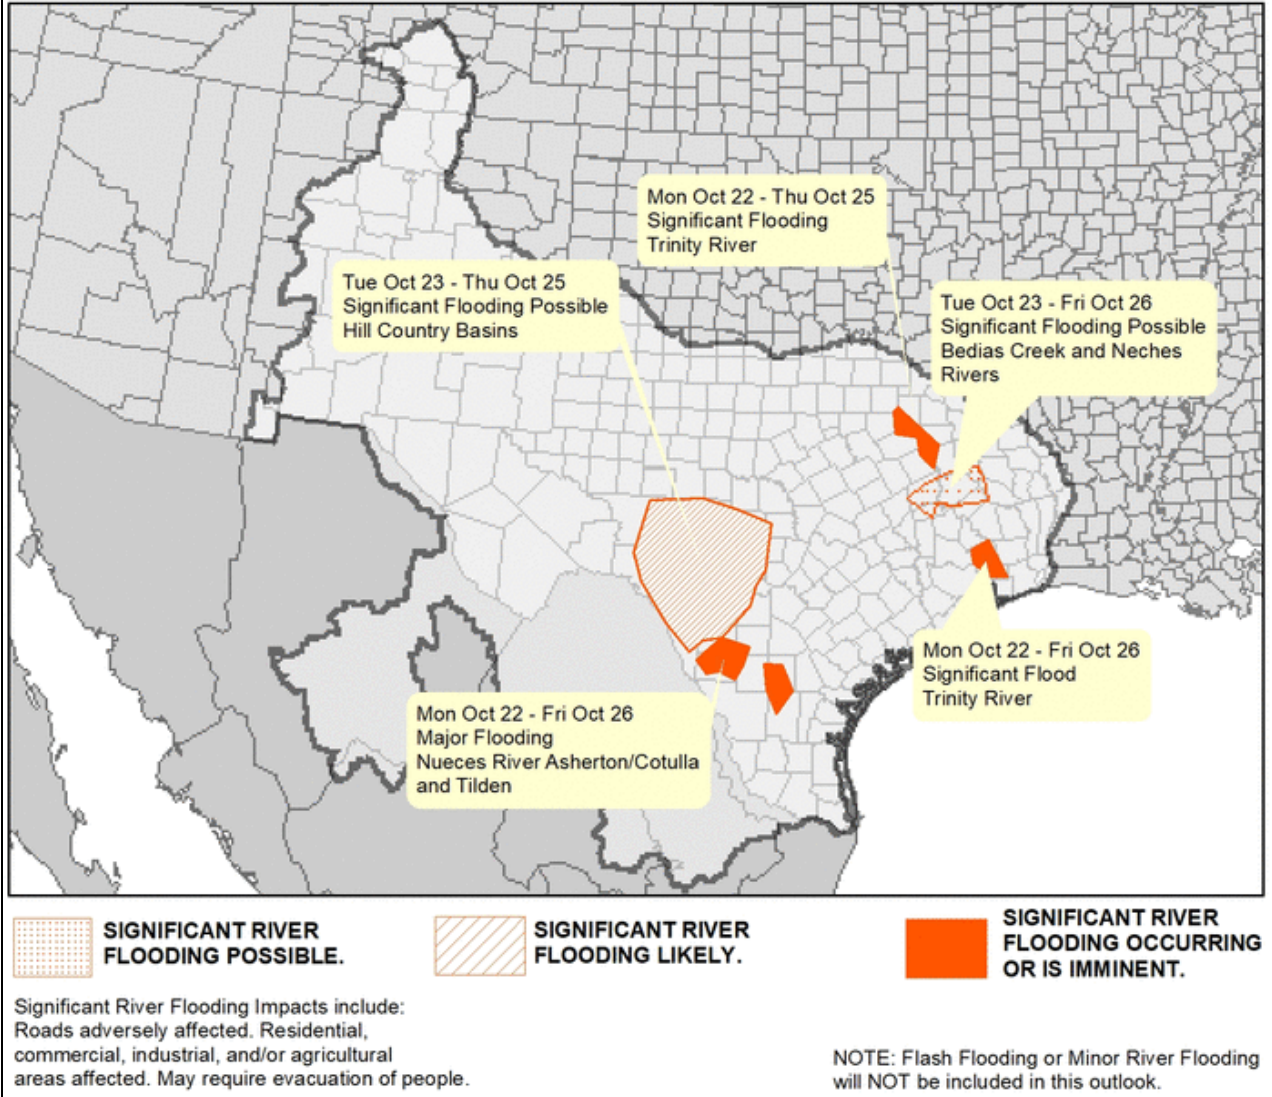 Mon Oct 22 - Thu Oct 25
Significant Flooding
Trinity River
Tue Oct 23 - Thu Oct 25
Significant Flooding Possible
Hill Country Basins
Tue Oct 23 - Fri Oct 26
Significant Flooding Possible
Bedias Creek and Neches
Rivers
Mon Oct 22 - Fri Oct 26
Significant Flood
Trinity River
Mon Oct 22 - Fri Oct 26
Major Flooding
Nueces River Asherton/Cotulla
and Tilden
SIGNIFICANT RIVER
FLOODING POSSIBLE.
SIGNIFICANT RIVER
FLOODING LIKELY.
SIGNIFICANT RIVER
FLOODING OCCURRING
OR IS IMMINENT.
Significant River Flooding Impacts include:
Roads adversely affected. Residential,
commercial, industrial, and/or agricultural
areas affected. May require evacuation of people.
NOTE: Flash Flooding or Minor River Flooding
will NOT be included in this outlook.